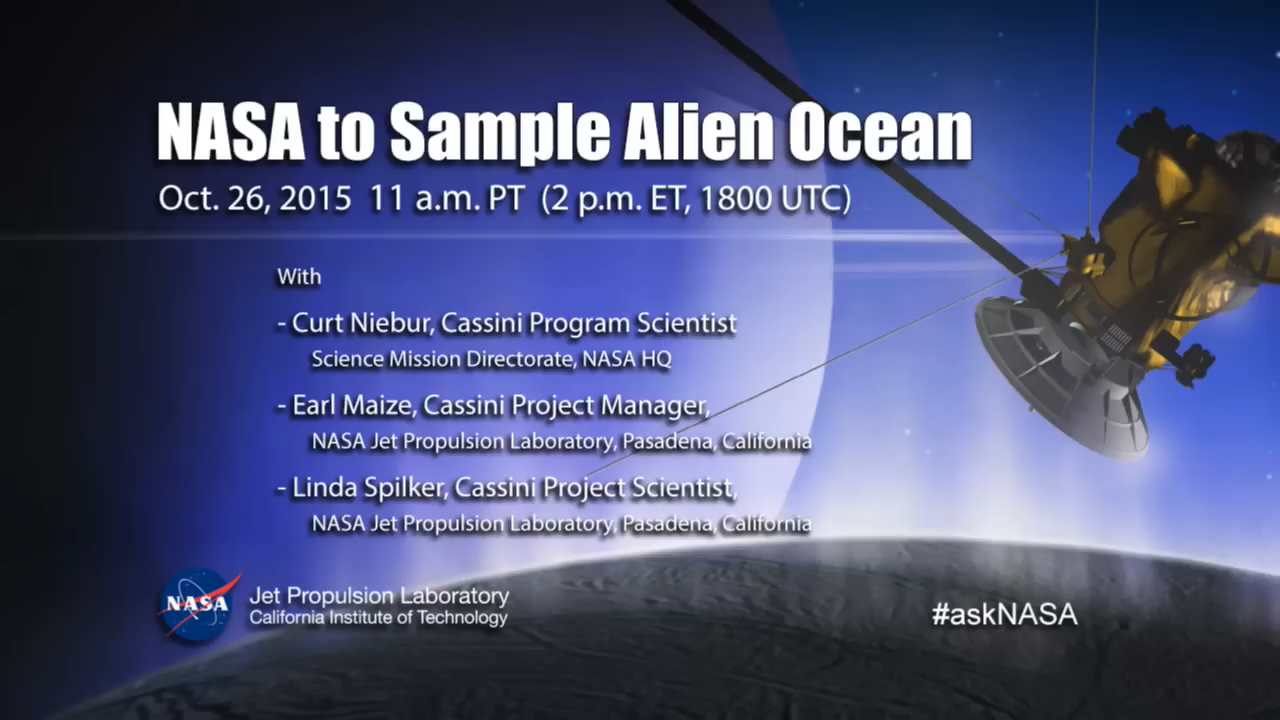 NASA to Sample Alien Ocean
Oct. 26, 2015 11 a.m. PT (2 p.m. ET, 1800 UTC)
With
- Curt Niebur, Cassini Program Scientist
Science Mission Directorate, NASA HQ
- Earl Maize, Cassini Project Manager,
NASA Jet Propulsion Laboratory, Pasadena, California
- Linda Spilker, Cassini Project Scientist,
NASA Jet Propulsion Laboratory, Pasadena, California
NASA
Jet Propulsion Laboratory
California Institute of Technology
#askNASA